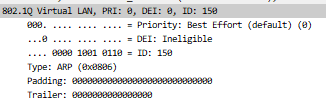 802.1Q Virtual LAN, PRI: 0, DEI: 0, ID: 150
000. .... .... .... = Priority: Best Effort (default) (0)
...0 .... .... .... = DEI: Ineligible
.... 0000 1001 0110 = ID: 150
Type: ARP (0x0806)
Padding: 0000000000000000000000000000
Trailer: 0000000000000000